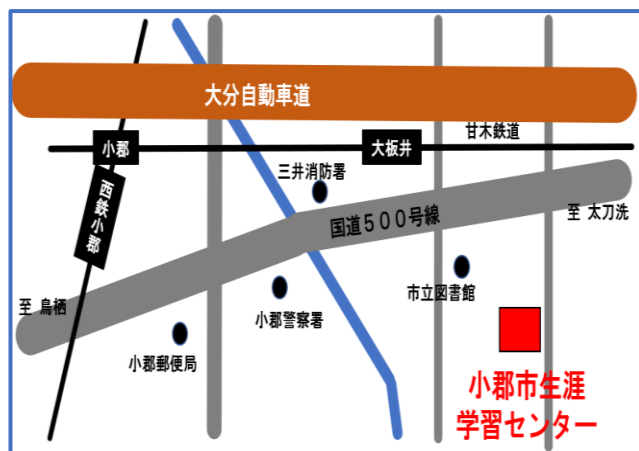 大分自動車道
甘木鉄道
小郡
大板井
三井消防署
西鉄小郡
国道５００号線
至 太刀洗
市立図書館
至 鳥栖
小郡警察署
小郡郵便局
小郡市生涯
学習センター